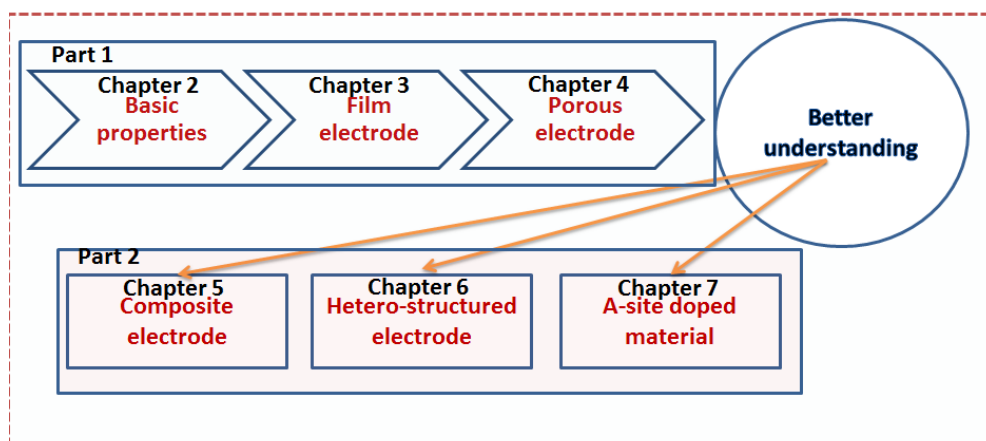 Part 1
Chapter 2
Basic
properties
Chapter 3
Film
electrode
Chapter 4
Porous
electrode
Better
understanding
Part 2
Chapter 5
Composite
electrode
Chapter 6
Hetero-structured
electrode
Chapter 7
A-site doped
material